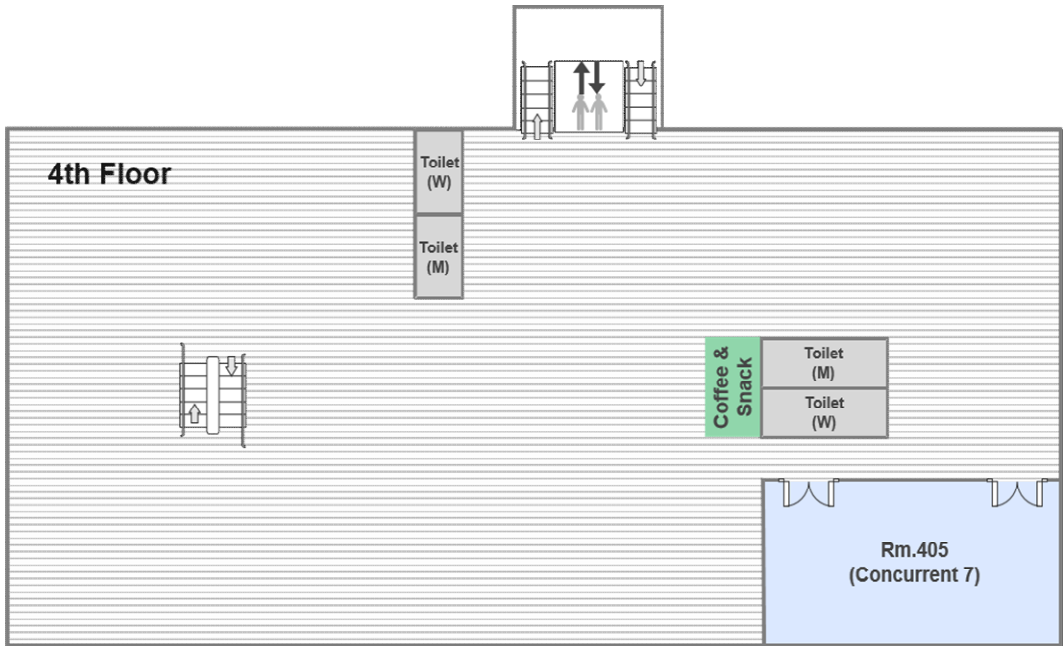 4th Floor
Toilet
(W)
Toilet
(M)
Coffee &
Snack
Toilet
(M)
Toilet
(W)
Rm.405
(Concurrent 7)